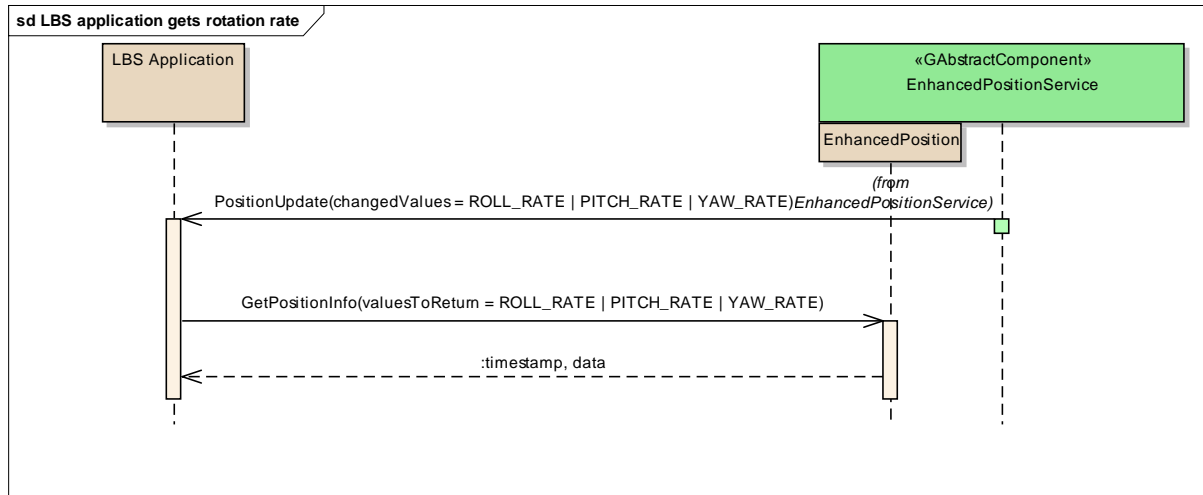 sd LBS application gets rotation rate
LBS Application
«GAbstractComponent»
EnhancedPositionService
EnhancedPosition
(from
EnhancedPositionService)
PositionUpdate(changedValues = ROLL_RATE | PITCH_RATE | YAW_RATE)
GetPositionInfo(valuesToReturn = ROLL_RATE | PITCH_RATE | YAW_RATE)
:timestamp, data